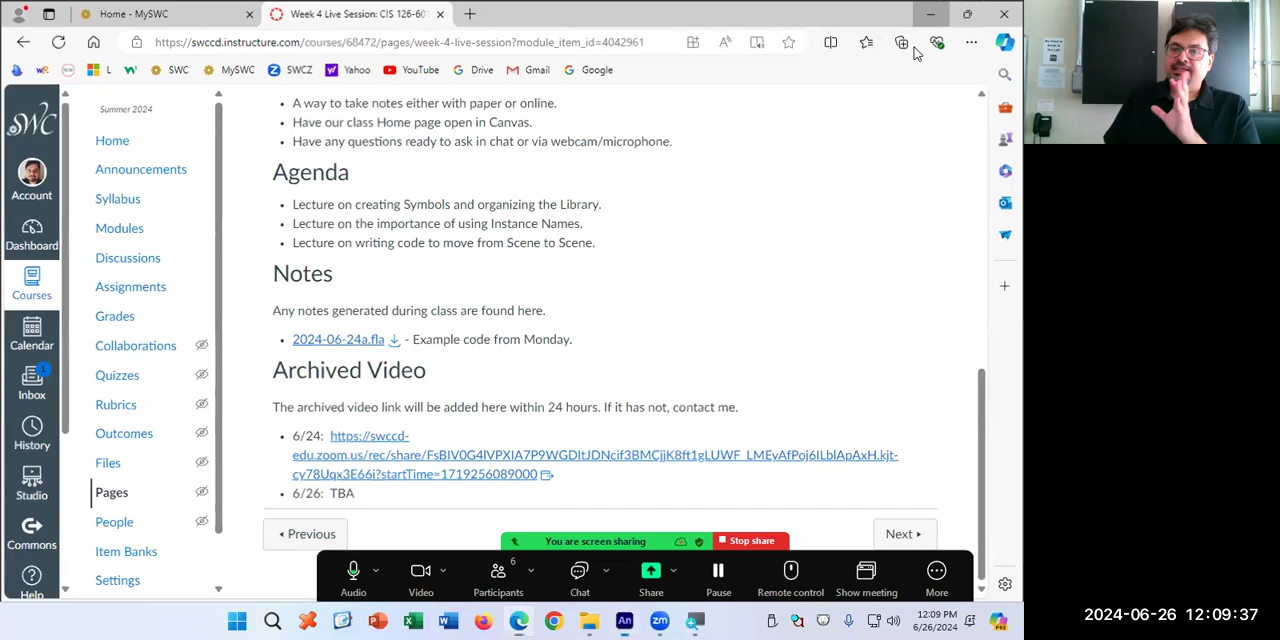 Home - MySWC
Week 4 Live Session: CIS 126-601
https://swccd.instructure.com/courses/68472/pages/week-4-live-session?module_item_id=4042961
L
SWC
MySWC
SWCZ
Yahoo
YouTube
Drive
Gmail
Google
SWC
Account
Dashboard
Courses
Calendar
1
Inbox
History
Studio
Commons
Help
Summer 2024
Home
Announcements
Syllabus
Modules
Discussions
Assignments
Grades
Collaborations
Quizzes
Rubrics
Outcomes
Files
Pages
People
Item Banks
Settings
• A way to take notes either with paper or online.
• Have our class Home page open in Canvas.
• Have any questions ready to ask in chat or via webcam/microphone.
Agenda
• Lecture on creating Symbols and organizing the Library.
• Lecture on the importance of using Instance Names.
• Lecture on writing code to move from Scene to Scene.
Notes
Any notes generated during class are found here.
• 2024-06-24a.fla - Example code from Monday.
Archived Video
The archived video link will be added here within 24 hours. If it has not, contact me.
• 6/24: https://swccd-
edu.zoom.us/rec/share/FsBIV0G4IVPXIA7P9WGDItJDNcif3BMCjjK8ft1gLUWF_LMEyAfPoj6ILblApAxH.kjt-
cy78Uqx3E66i?startTime=1719256089000
• 6/26: TBA
Previous
Next
You are screen sharing
Stop share
Audio
Video
6
Participants
Chat
Share
Pause
Remote control
Show meeting
More
12:09 PM
6/26/2024
2024-06-26 12:09:37